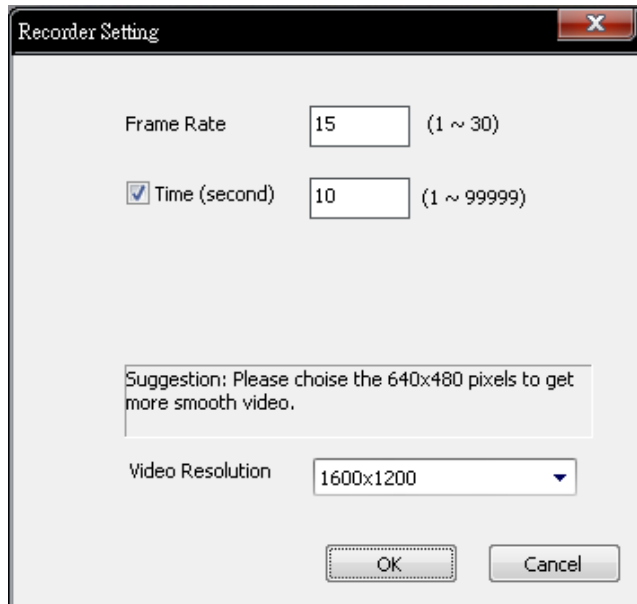 Recorder Setting
Frame Rate 15 (1 ~ 30)
Time (second) 10 (1 ~ 99999)
Suggestion: Please choise the 640x480 pixels to get
more smooth video.
Video Resolution 1600x1200
OK Cancel